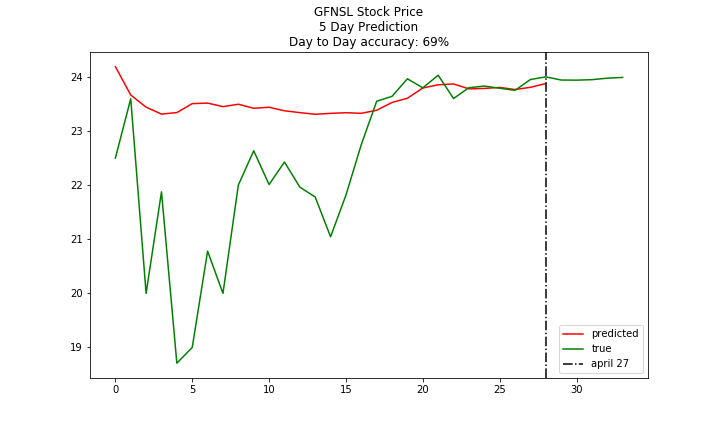 GFNSL Stock Price
5 Day Prediction
Day to Day accuracy: 69%
24
23
22
21
20
19
0 5 10 15 20 25 30
predicted
true
april 27